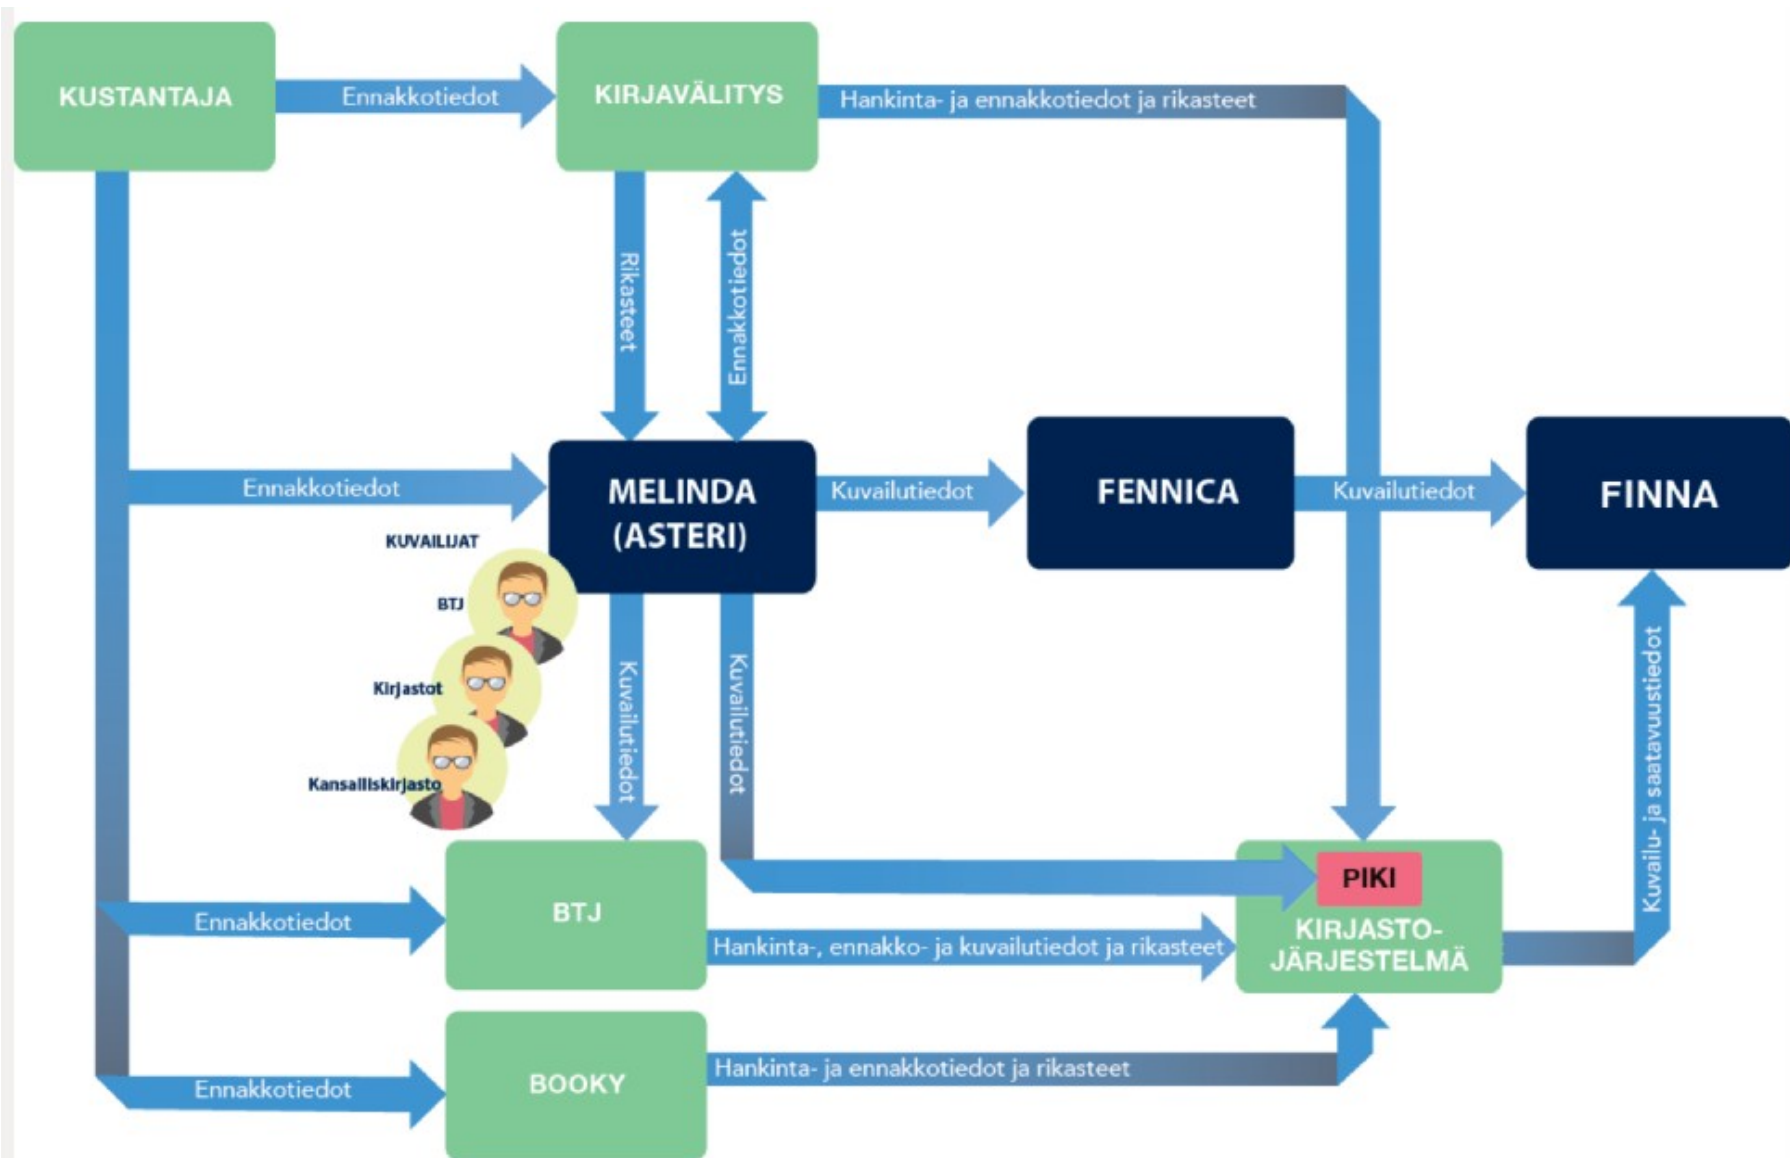 KUSTANTAJA
Ennakkotiedot
KIRJAVÄLITYS
Hankinta- ja ennakkotiedot ja rikasteet
Rikasteet
Ennakkotiedot
Ennakkotiedot
MELINDA
(ASTERI)
Kuvailutiedot
FENNICA
Kuvailutiedot
FINNA
KUVAILIJAT
BTJ
Kirjastot
Kansalliskirjasto
Kuvailutiedot
Kuvailutiedot
Kuvailu- ja saatavuustiedot
Ennakkotiedot
BTJ
Hankinta-, ennakko- ja kuvailutiedot ja rikasteet
PIKI
KIRJASTO-
JÄRJESTELMÄ
Ennakkotiedot
BOOKY
Hankinta- ja ennakkotiedot ja rikasteet